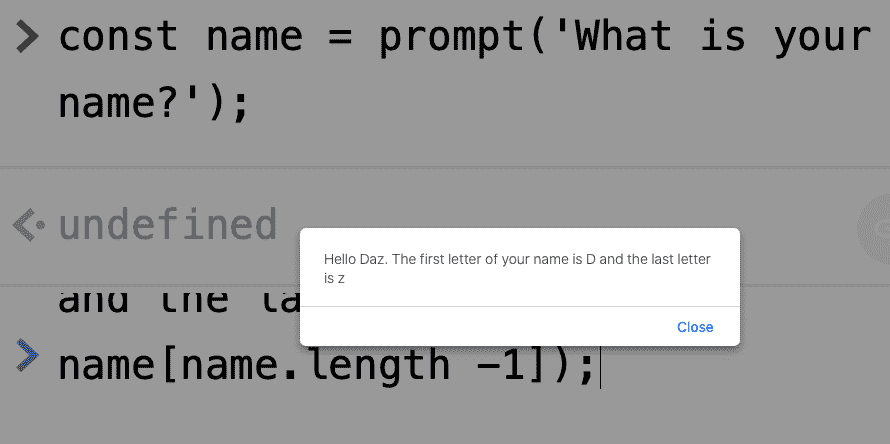 const name = prompt('What is your
name?');
undefined
Hello Daz. The first letter of your name is D and the last letter
is z
Close
and the la
name[name.length -1]);